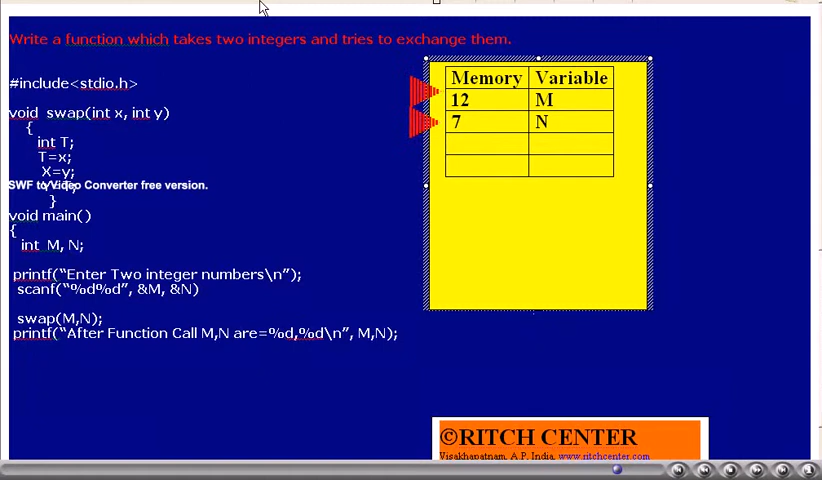 Write a function which takes two integers and tries to exchange them.
#include<stdio.h>
void swap(int x, int y)
{
int T;
T=x;
X=y;
SWF to Video Converter free version.
}
void main()
{
int M, N;
printf(“Enter Two integer numbers\n”);
scanf(“%d%d”, &M, &N)
swap(M,N);
printf(“After Function Call M,N are=%d,%d\n”, M,N);
Memory Variable
12 M
7 N
©RITCH CENTER
Visakhapatnam, A.P. India, www.ritchcenter.com